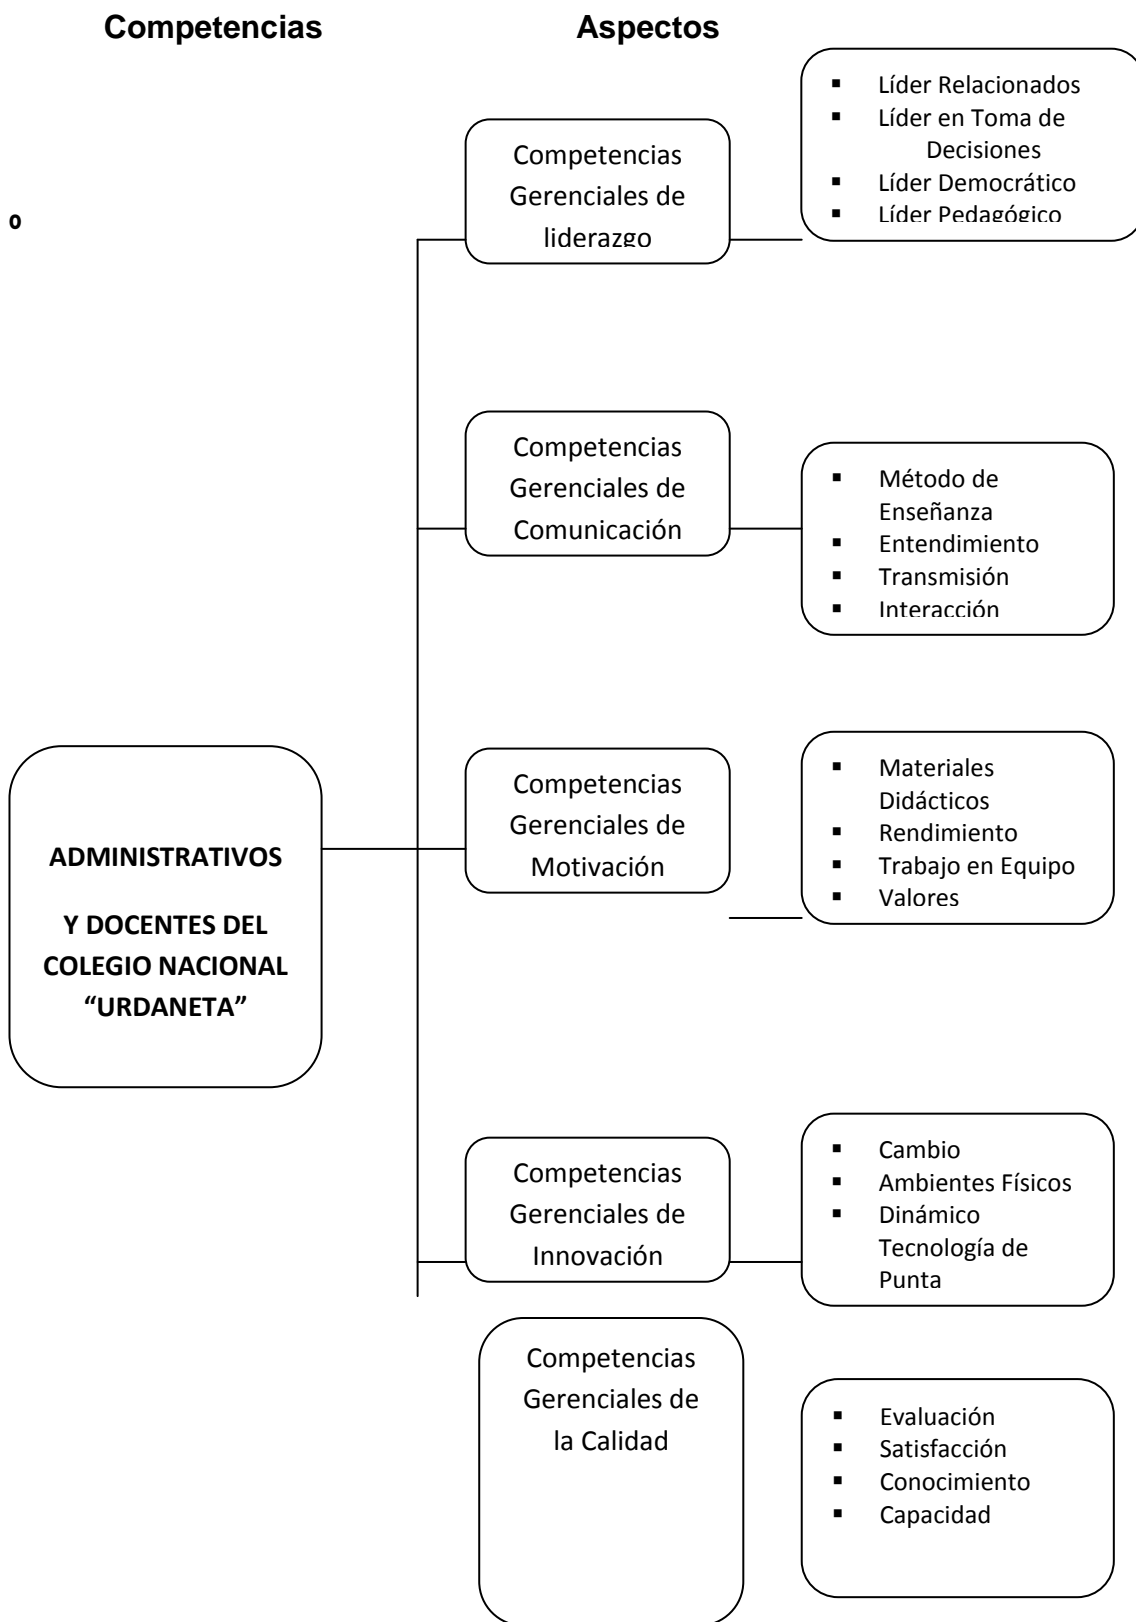 Competencias
Aspectos
o
ADMINISTRATIVOS
Y DOCENTES DEL
COLEGIO NACIONAL
“URDANETA”
Competencias
Gerenciales de
liderazgo
▪ Líder Relacionados
▪ Líder en Toma de
Decisiones
▪ Líder Democrático
▪ Líder Pedagógico
Competencias
Gerenciales de
Comunicación
▪ Método de
Enseñanza
▪ Entendimiento
▪ Transmisión
▪ Interacción
Competencias
Gerenciales de
Motivación
▪ Materiales
Didácticos
▪ Rendimiento
▪ Trabajo en Equipo
▪ Valores
Competencias
Gerenciales de
Innovación
▪ Cambio
▪ Ambientes Físicos
▪ Dinámico
Tecnología de
Punta
Competencias
Gerenciales de
la Calidad
▪ Evaluación
▪ Satisfacción
▪ Conocimiento
▪ Capacidad